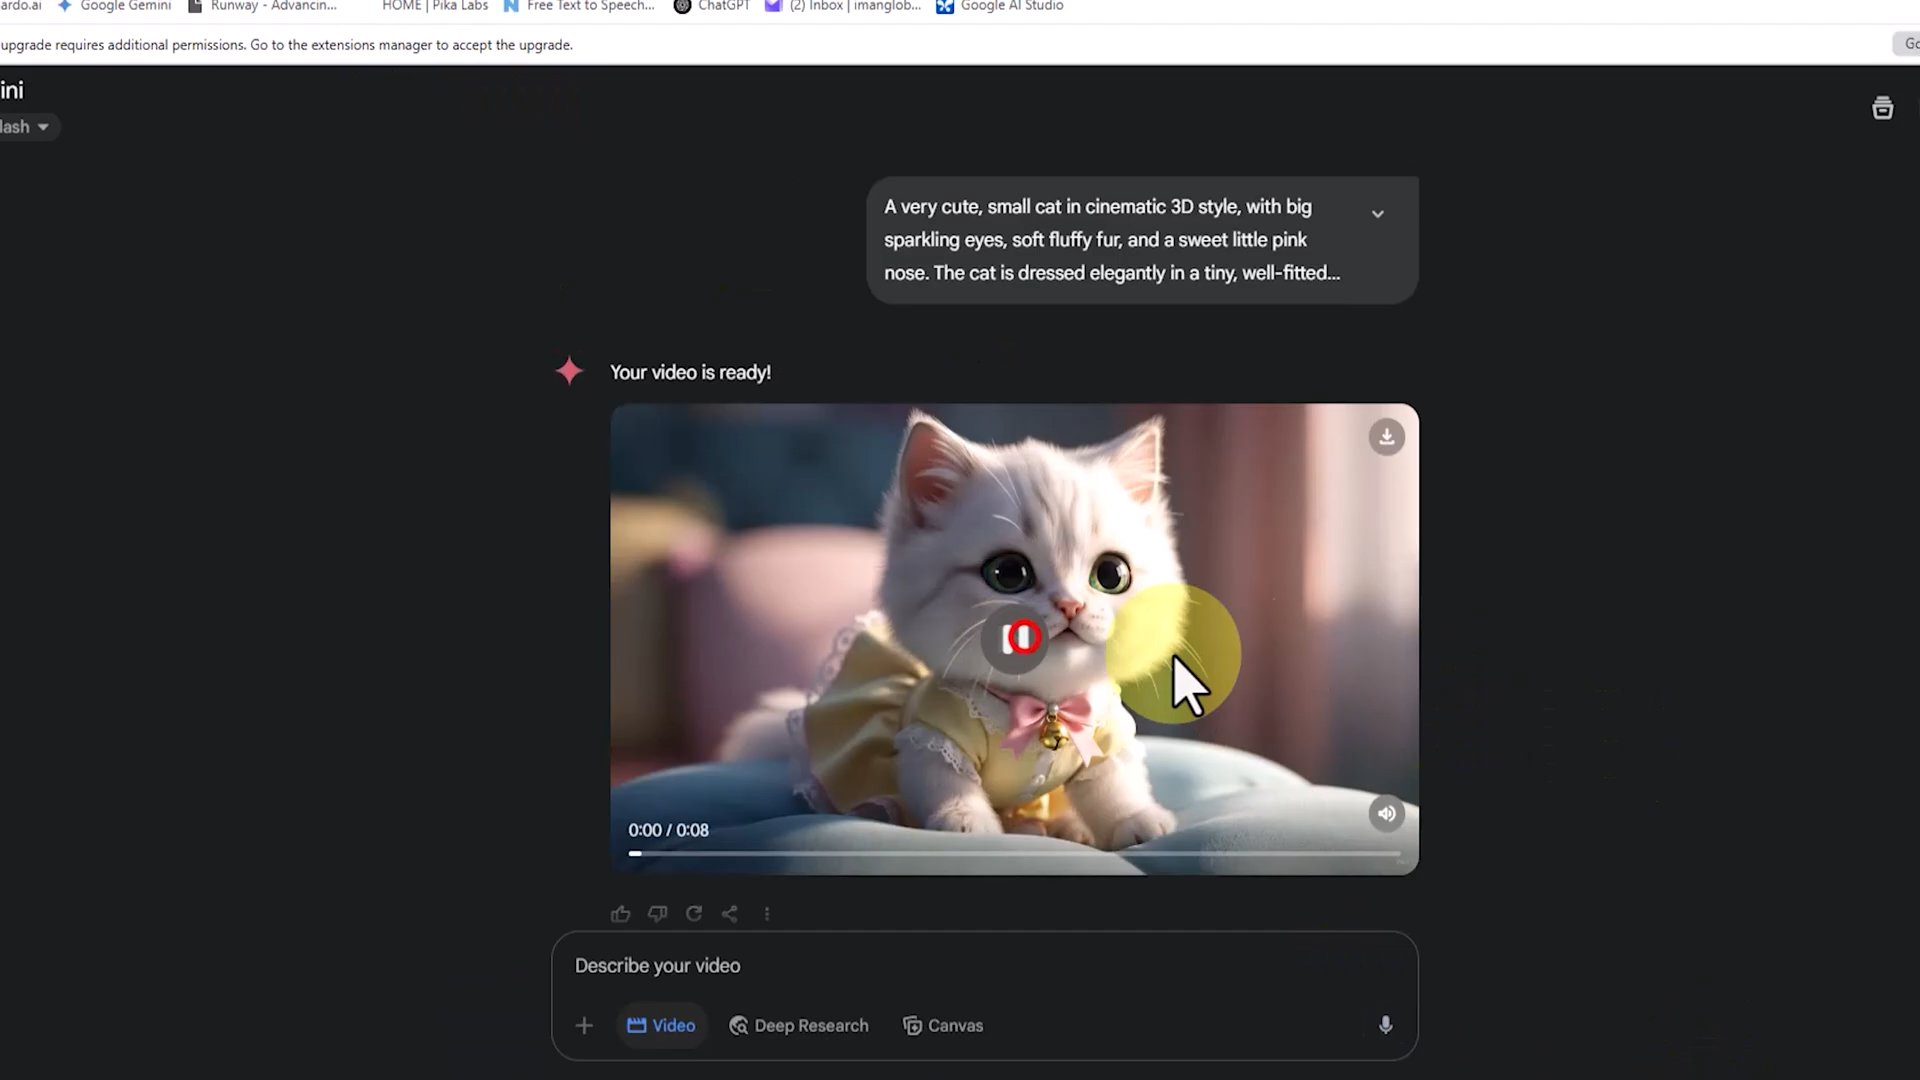 ardo.ai Google Gemini Runway - Advancin... HOME | Pika Labs Free Text to Speech... ChatGPT (2) Inbox | imanglob... Google AI Studio
upgrade requires additional permissions. Go to the extensions manager to accept the upgrade. Go
ini
lash
A very cute, small cat in cinematic 3D style, with big
sparkling eyes, soft fluffy fur, and a sweet little pink
nose. The cat is dressed elegantly in a tiny, well-fitted...
Your video is ready!
0:00 / 0:08
Describe your video
Video Deep Research Canvas